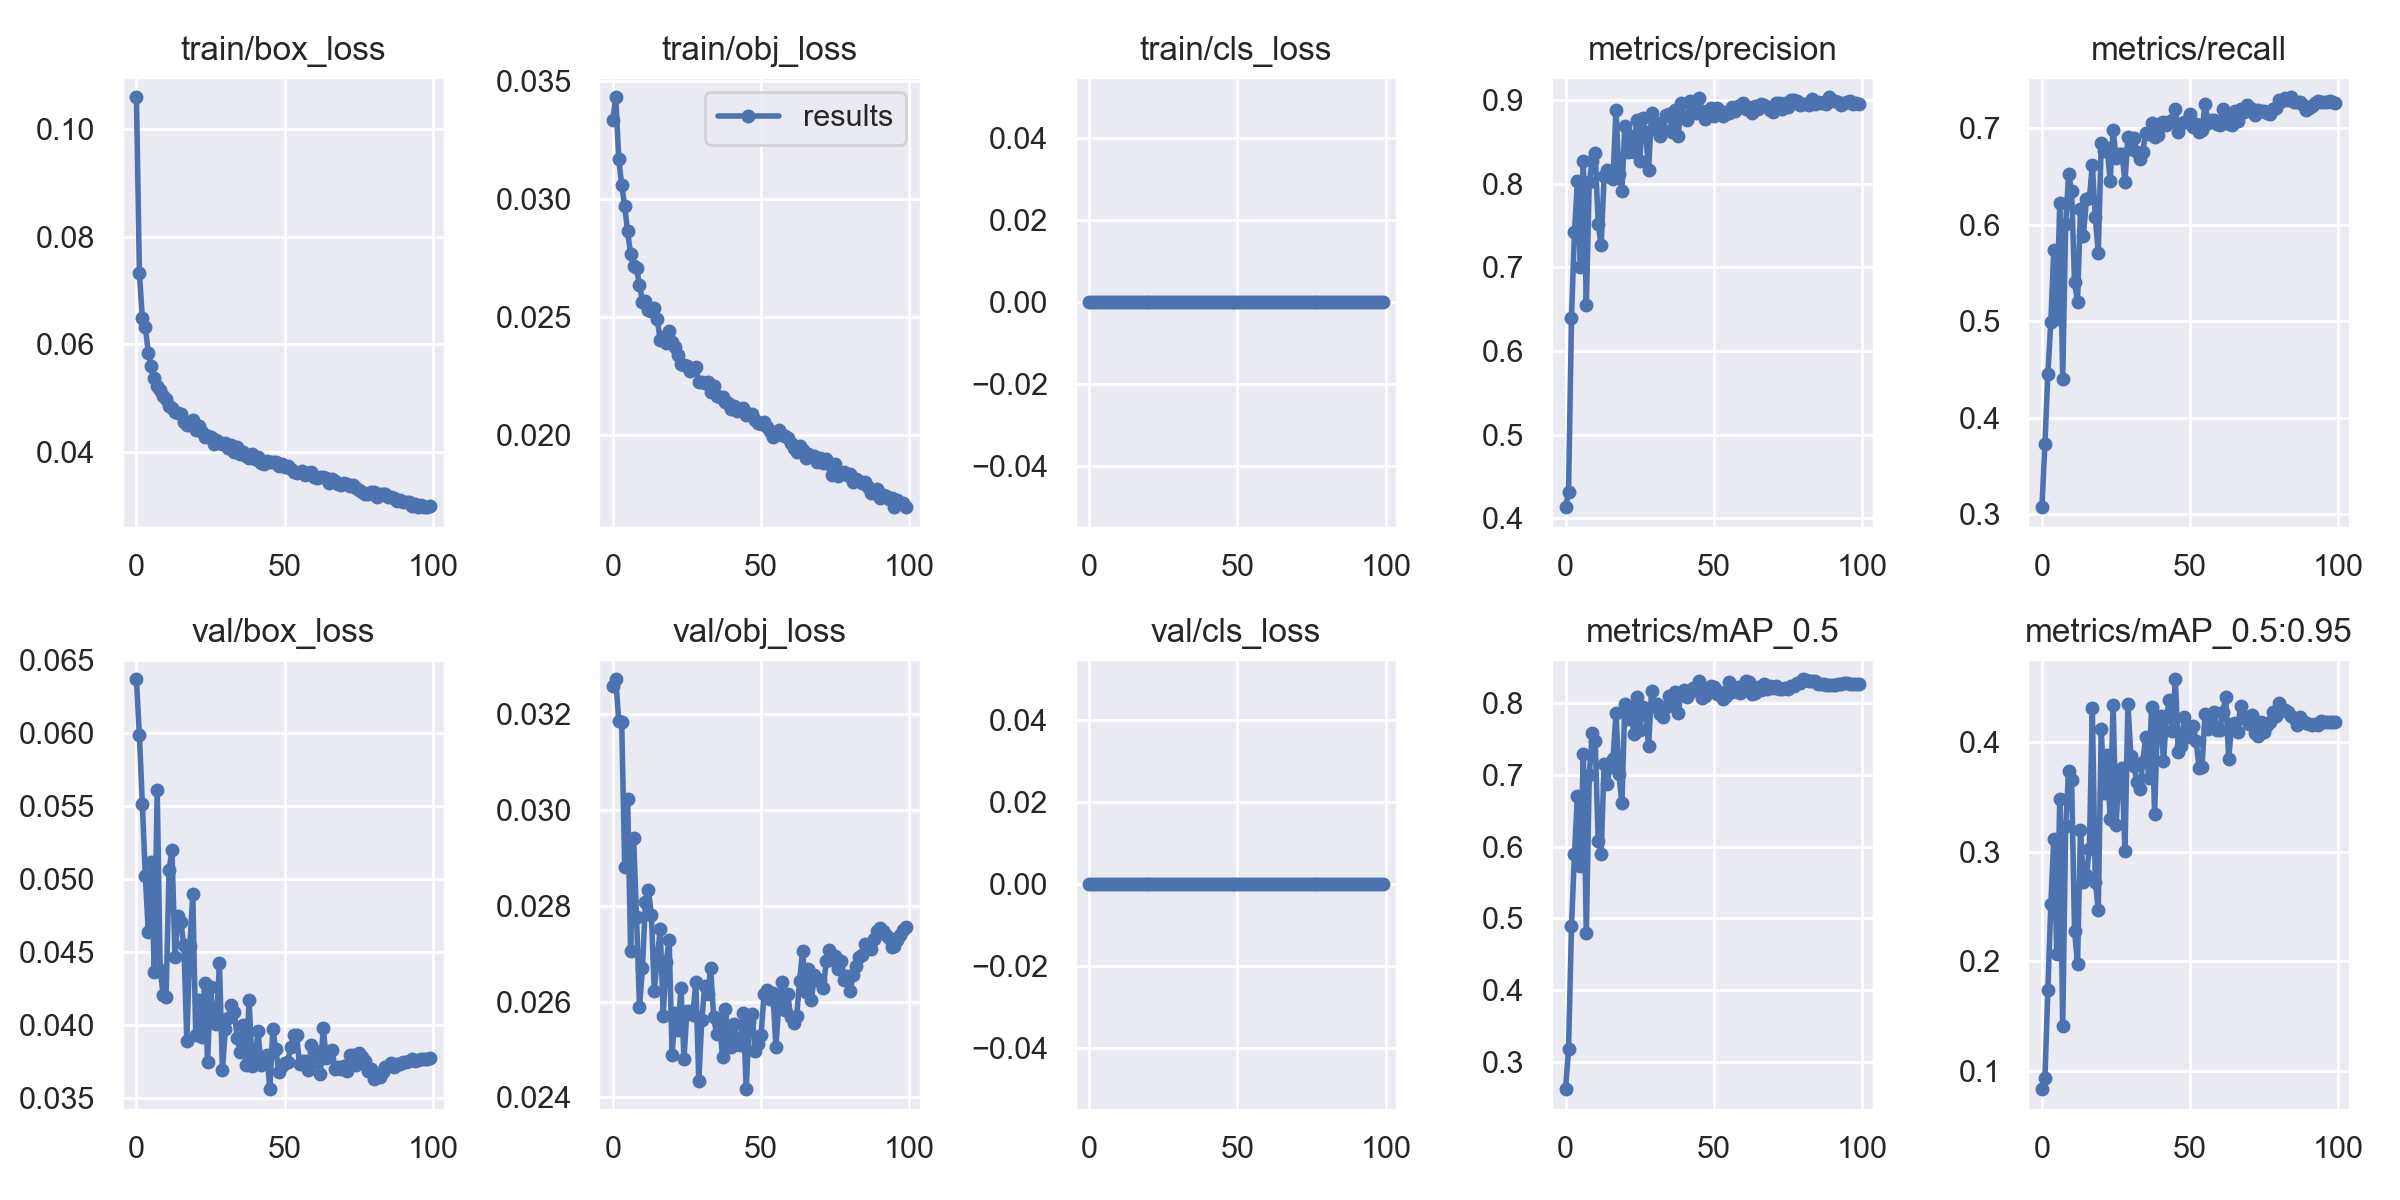 train/box_loss
0.10
0.08
0.06
0.04
0 50 100
train/obj_loss
results
0.035
0.030
0.025
0.020
0 50 100
train/cls_loss
0.04
0.02
0.00
−0.02
−0.04
0 50 100
metrics/precision
0.9
0.8
0.7
0.6
0.5
0.4
0 50 100
metrics/recall
0.7
0.6
0.5
0.4
0.3
0 50 100
val/box_loss
0.065
0.060
0.055
0.050
0.045
0.040
0.035
0 50 100
val/obj_loss
0.032
0.030
0.028
0.026
0.024
0 50 100
val/cls_loss
0.04
0.02
0.00
−0.02
−0.04
0 50 100
metrics/mAP_0.5
0.8
0.7
0.6
0.5
0.4
0.3
0 50 100
metrics/mAP_0.5:0.95
0.4
0.3
0.2
0.1
0 50 100